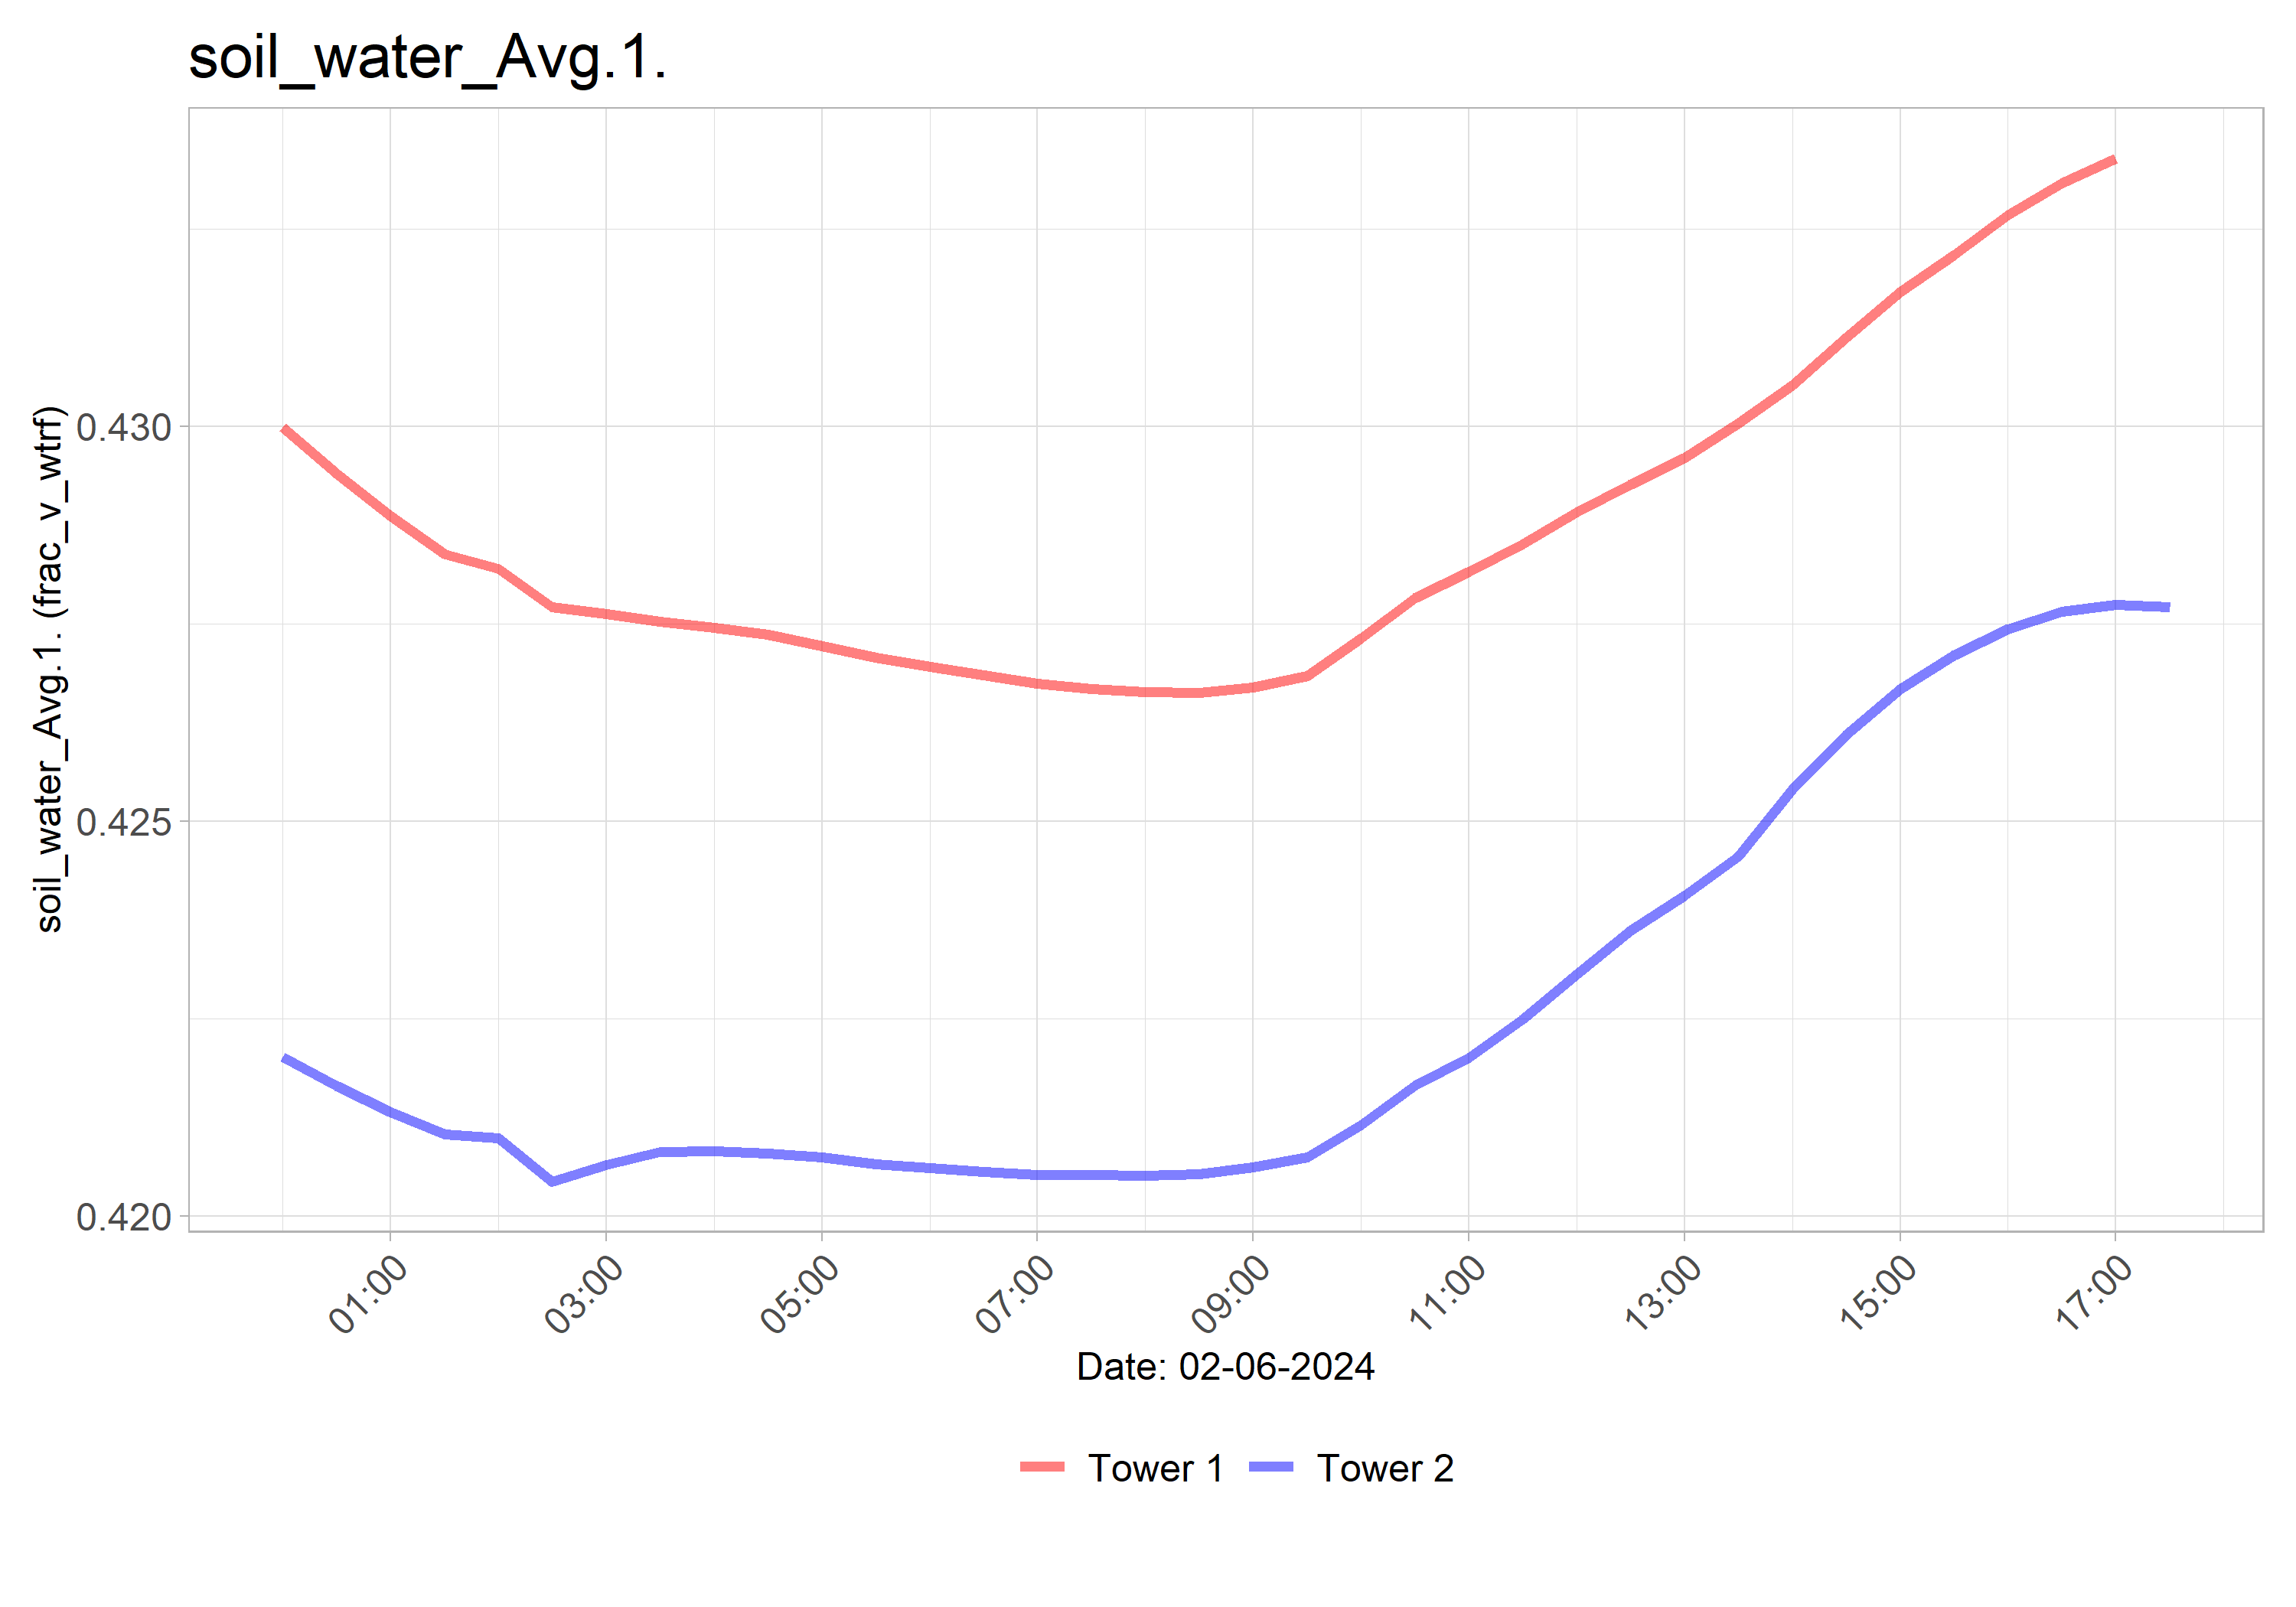 soil_water_Avg.1.
soil_water_Avg.1. (frac_v_wtrf)
0.430
0.425
0.420
01:00 03:00 05:00 07:00 09:00 11:00 13:00 15:00 17:00
Date: 02-06-2024
Tower 1 Tower 2